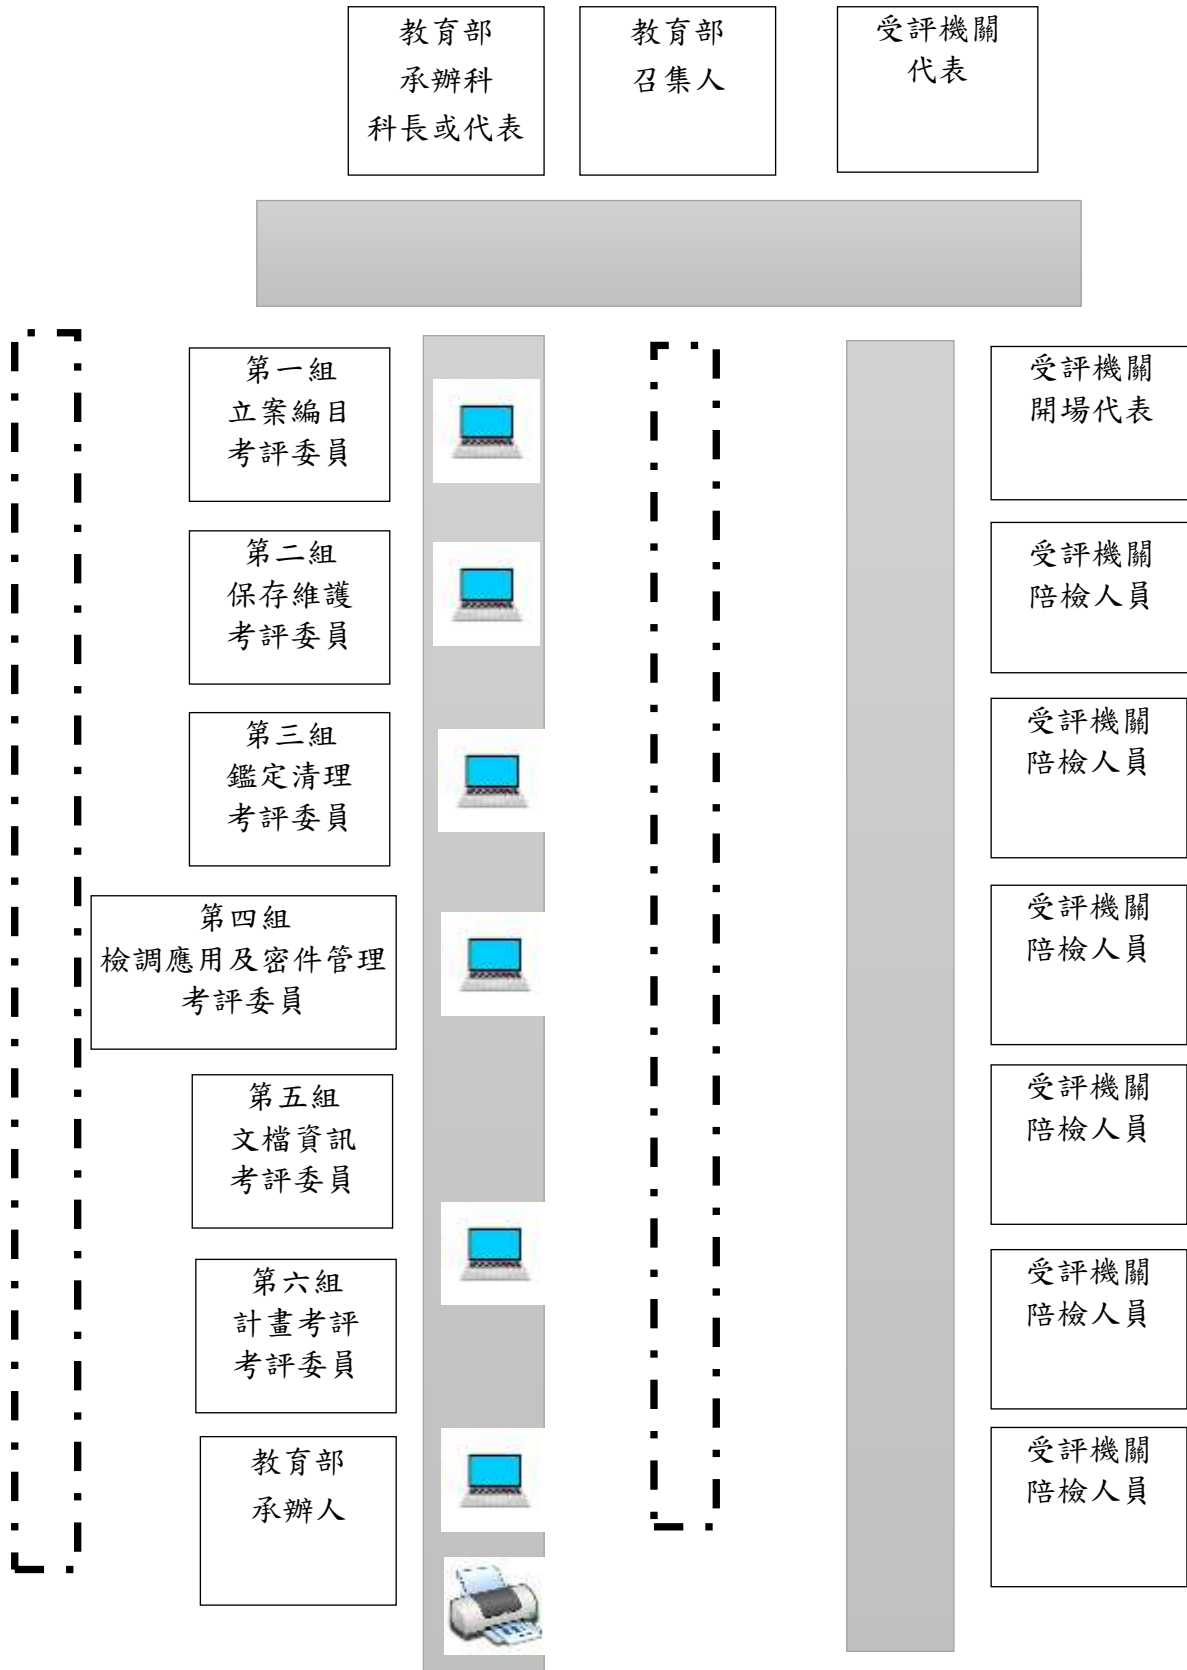 教育部
承辦科
科長或代表
教育部
召集人
受評機關
代表
第一組
立案編目
考評委員
受評機關
開場代表
第二組
保存維護
考評委員
受評機關
陪檢人員
第三組
鑑定清理
考評委員
受評機關
陪檢人員
第四組
檢調應用及密件管理
考評委員
受評機關
陪檢人員
第五組
文檔資訊
考評委員
受評機關
陪檢人員
第六組
計畫考評
考評委員
受評機關
陪檢人員
教育部
承辦人
受評機關
陪檢人員